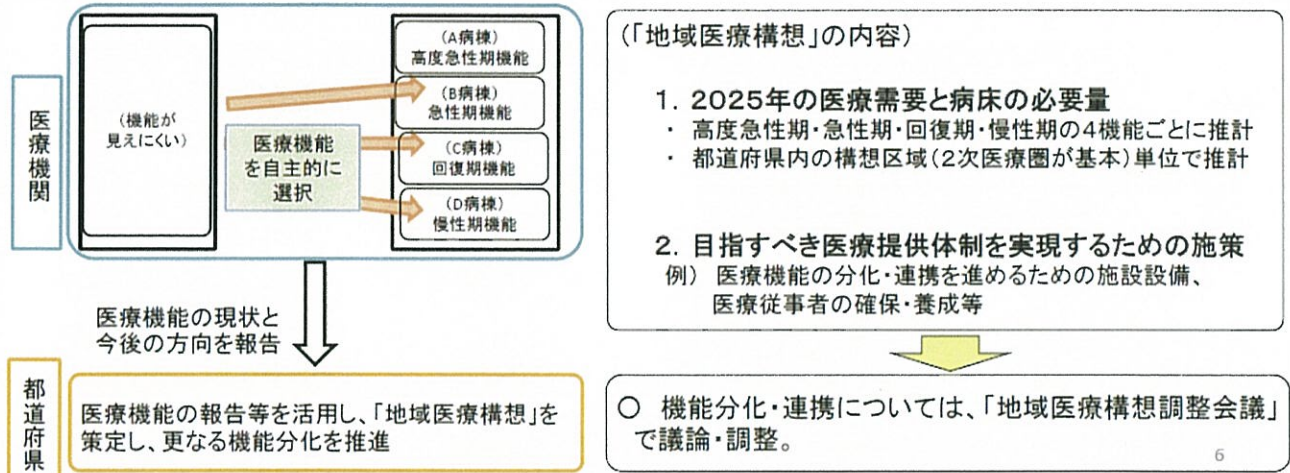 医療機関
(機能が
見えにくい)
医療機能
を自主的に
選択
(A病棟)
高度急性期機能
(B病棟)
急性期機能
(C病棟)
回復期機能
(D病棟)
慢性期機能
医療機能の現状と
今後の方向を報告
都道府県
医療機能の報告等を活用し、「地域医療構想」を
策定し、更なる機能分化を推進
(「地域医療構想」の内容)
1. 2025年の医療需要と病床の必要量
・ 高度急性期・急性期・回復期・慢性期の4機能ごとに推計
・ 都道府県内の構想区域(2次医療圏が基本)単位で推計
2. 目指すべき医療提供体制を実現するための施策
例) 医療機能の分化・連携を進めるための施設設備、
医療従事者の確保・養成等
○ 機能分化・連携については、「地域医療構想調整会議」
で議論・調整。
6